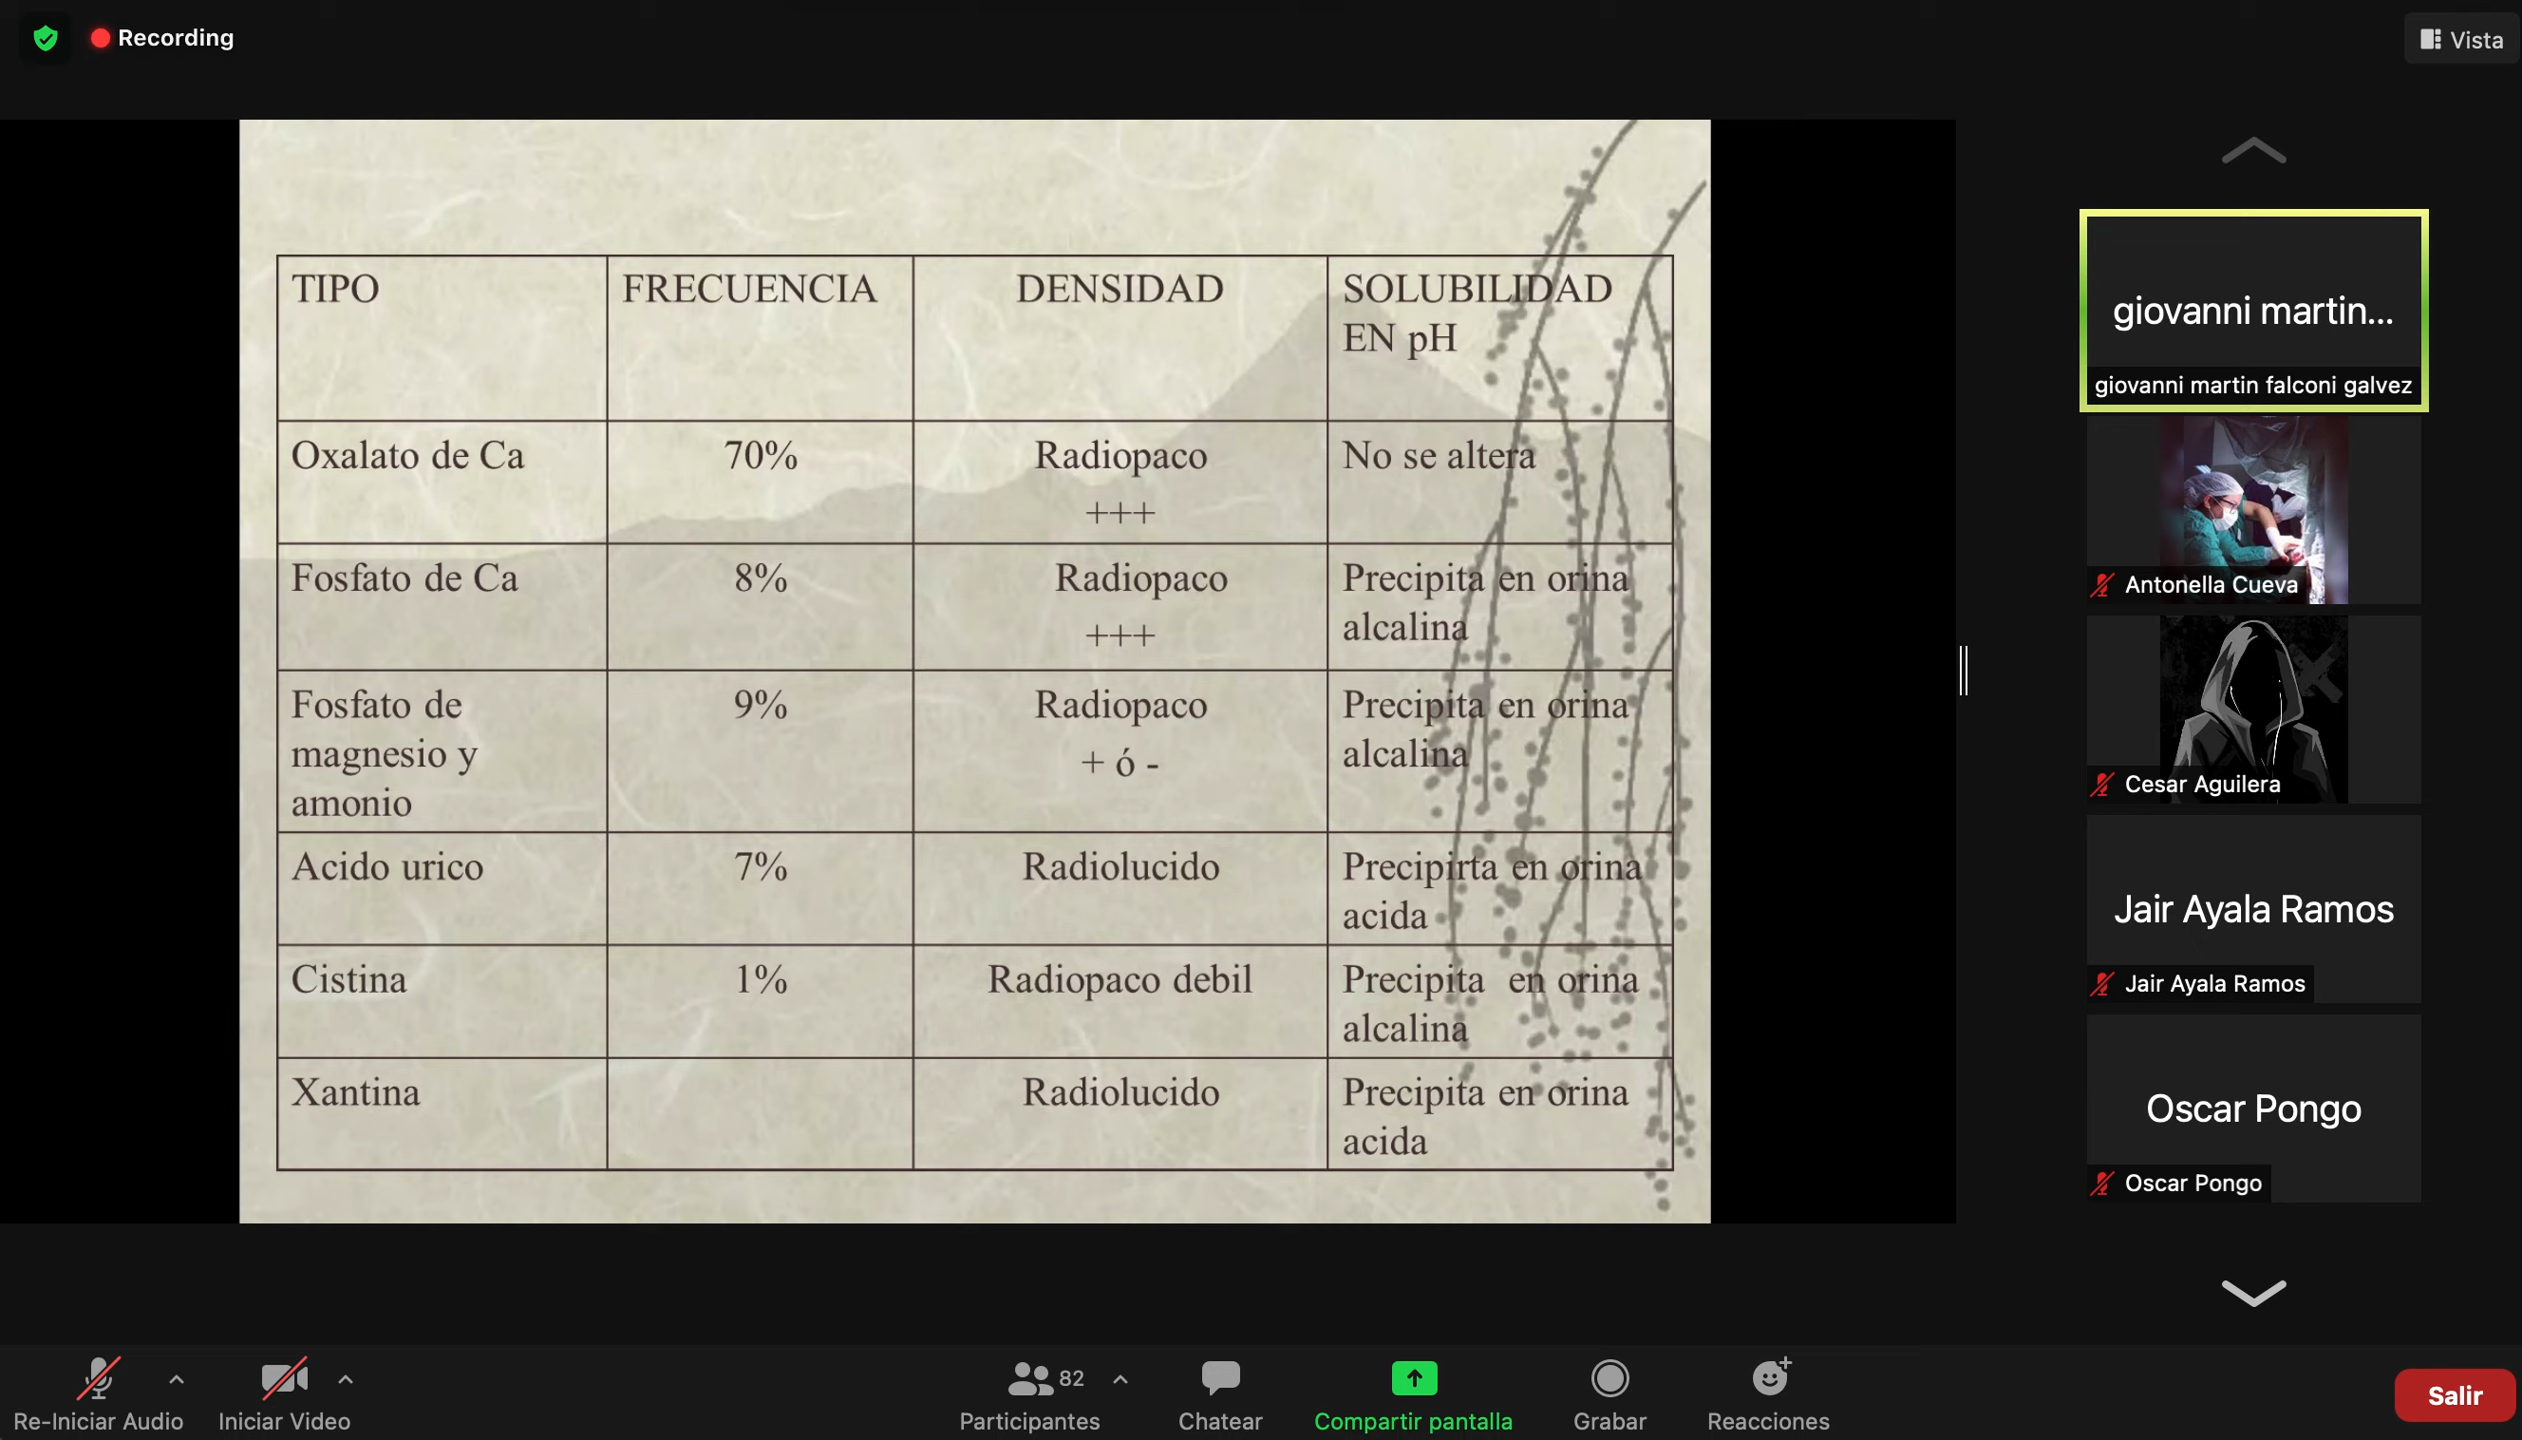 Recording
Vista
TIPO
FRECUENCIA
DENSIDAD
SOLUBILIDAD
EN pH
Oxalato de Ca
70%
Radiopaco
+++
No se altera
Fosfato de Ca
8%
Radiopaco
+++
Precipita en orina
alcalina
Fosfato de
magnesio y
amonio
9%
Radiopaco
+ ó -
Precipita en orina
alcalina
Acido urico
7%
Radiolucido
Precipirta en orina
acida
Cistina
1%
Radiopaco debil
Precipita en orina
alcalina
Xantina
Radiolucido
Precipita en orina
acida
giovanni martin...
giovanni martin falconi galvez
Antonella Cueva
Cesar Aguilera
Jair Ayala Ramos
Jair Ayala Ramos
Oscar Pongo
Oscar Pongo
Re-Iniciar Audio
Iniciar Video
82
Participantes
Chatear
Compartir pantalla
Grabar
Reacciones
Salir